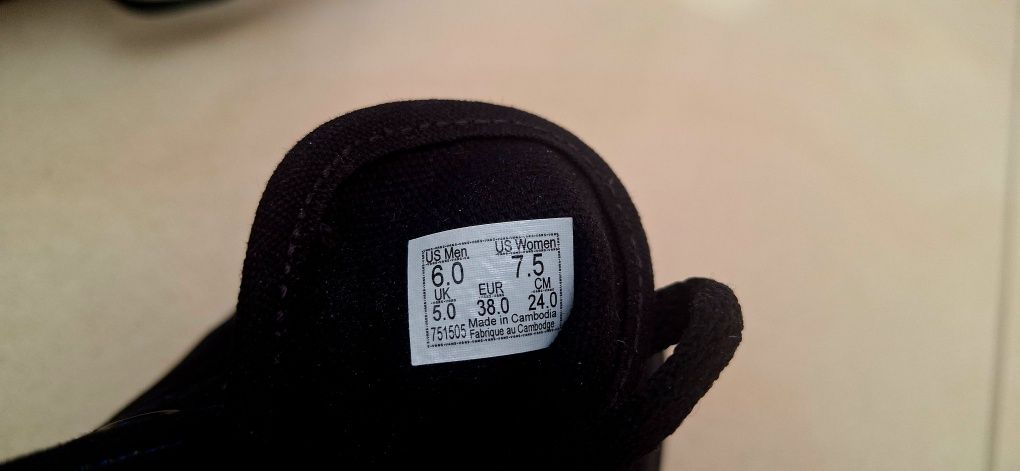 US Men US Women
6.0 7.5
UK EUR CM
5.0 38.0 24.0
751505 Made in Cambodia
Fabrique au Cambodge